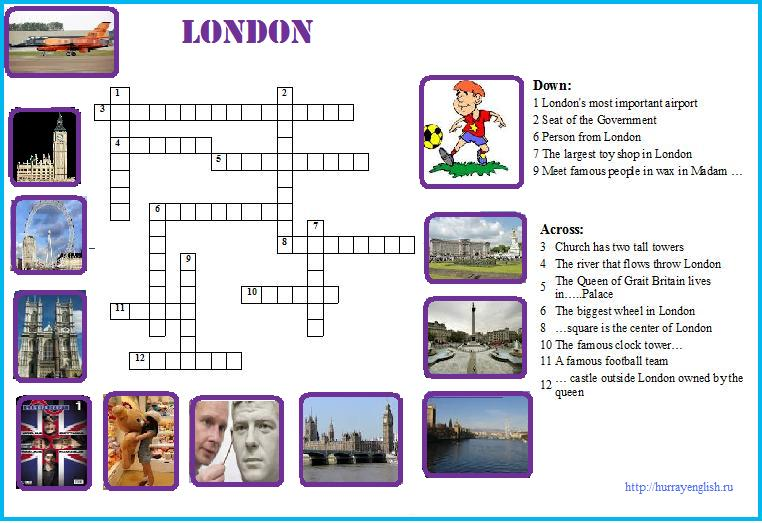 LONDON
1
2
3
4
5
6
7
8
9
10
11
12
Down:
1 London's most important airport
2 Seat of the Government
6 Person from London
7 The largest toy shop in London
9 Meet famous people in wax in Madam …
Across:
3 Church has two tall towers
4 The river that flows throw London
5 The Queen of Grait Britain lives
in…..Palace
6 The biggest wheel in London
8 …square is the center of London
10 The famous clock tower…
11 A famous football team
12 … castle outside London owned by the
queen
1
http://hurrayenglish.ru